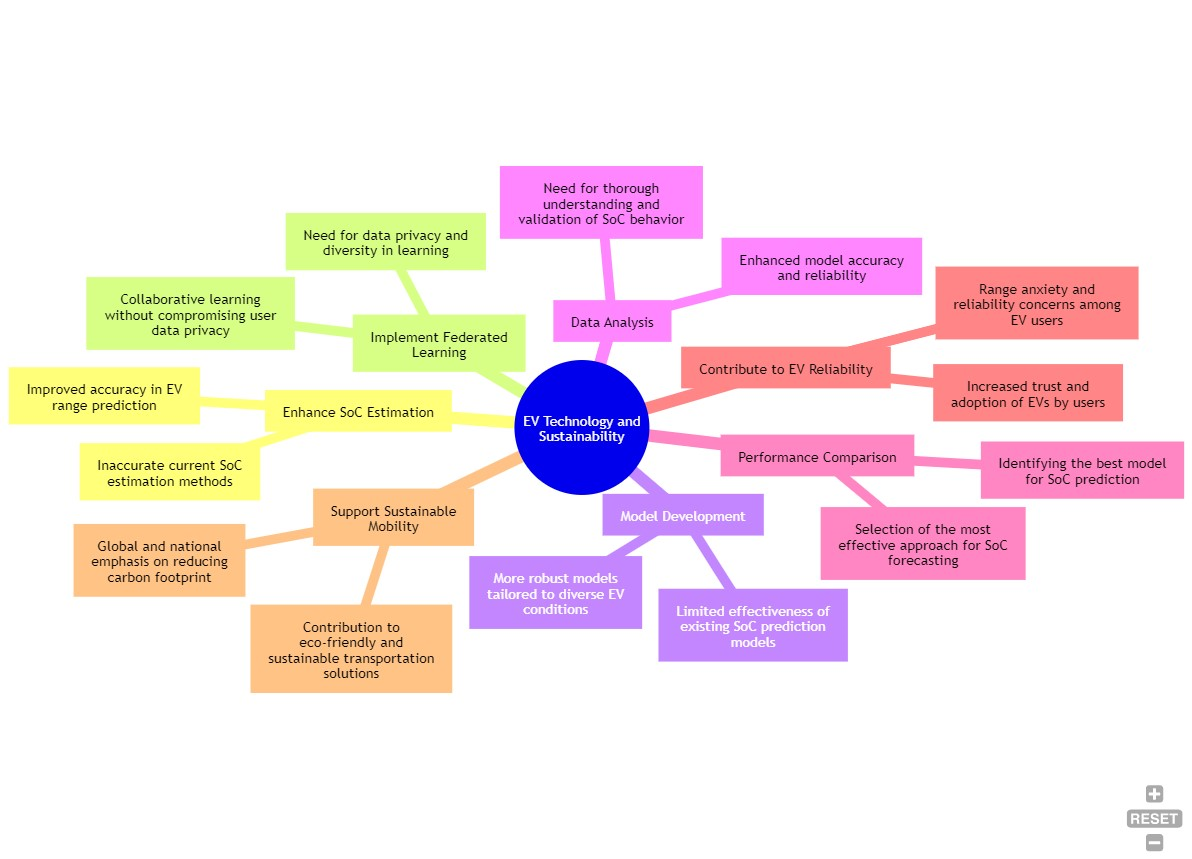 Need for thorough
understanding and
validation of SoC behavior
Need for data privacy and
diversity in learning
Enhanced model accuracy
and reliability
Collaborative learning
without compromising user
data privacy
Range anxiety and
reliability concerns among
EV users
Data Analysis
Implement Federated
Learning
Contribute to EV Reliability
Improved accuracy in EV
range prediction
Enhance SoC Estimation
Increased trust and
adoption of EVs by users
EV Technology and
Sustainability
Inaccurate current SoC
estimation methods
Performance Comparison
Identifying the best model
for SoC prediction
Support Sustainable
Mobility
Model Development
Selection of the most
effective approach for SoC
forecasting
Global and national
emphasis on reducing
carbon footprint
More robust models
tailored to diverse EV
conditions
Limited effectiveness of
existing SoC prediction
models
Contribution to
eco-friendly and
sustainable transportation
solutions
RESET